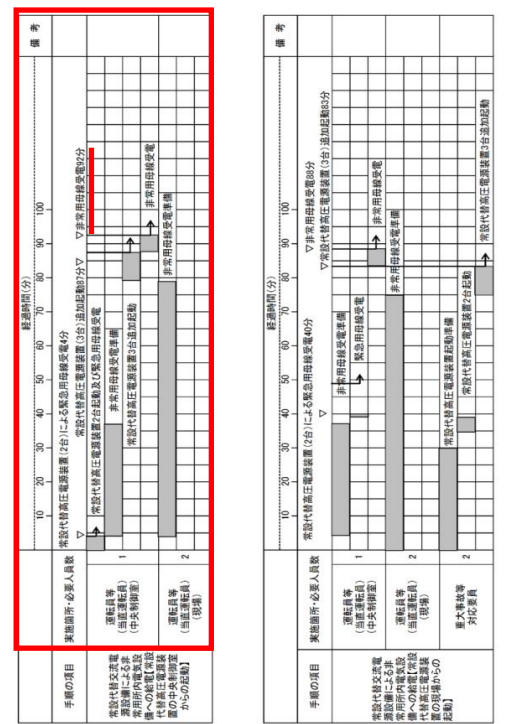 手順の項目
実施箇所・必要人員数
経過時間(分)
備考
10 20 30 40 50 60 70 80 90 100
常設代替高圧電源装置(2台)による緊急用母線受電4分
常設代替高圧電源装置(3台)追加起動87分
非常用母線受電92分
常設代替交流電
源設備による非
常用所内電気設
備への給電【常設
代替高圧電源装
置の中央制御室
からの起動】
運転員等
(当直運転員)
(中央制御室)
1
常設代替高圧電源装置2台起動及び緊急用母線受電
非常用母線受電準備
常設代替高圧電源装置3台追加起動
非常用母線受電
運転員等
(当直運転員)
(現場)
2
非常用母線受電準備
手順の項目
実施箇所・必要人員数
経過時間(分)
備考
10 20 30 40 50 60 70 80 90 100
常設代替高圧電源装置(2台)による緊急用母線受電40分
非常用母線受電88分
常設代替高圧電源装置(3台)追加起動83分
常設代替交流電
源設備による非
常用所内電気設
備への給電【常設
代替高圧電源装
置の現場からの
起動】
運転員等
(当直運転員)
(中央制御室)
1
非常用母線受電準備
緊急用母線受電
非常用母線受電
運転員等
(当直運転員)
(現場)
2
非常用母線受電準備
重大事故等
対応要員
2
常設代替高圧電源装置起動準備
常設代替高圧電源装置2台起動
常設代替高圧電源装置3台追加起動